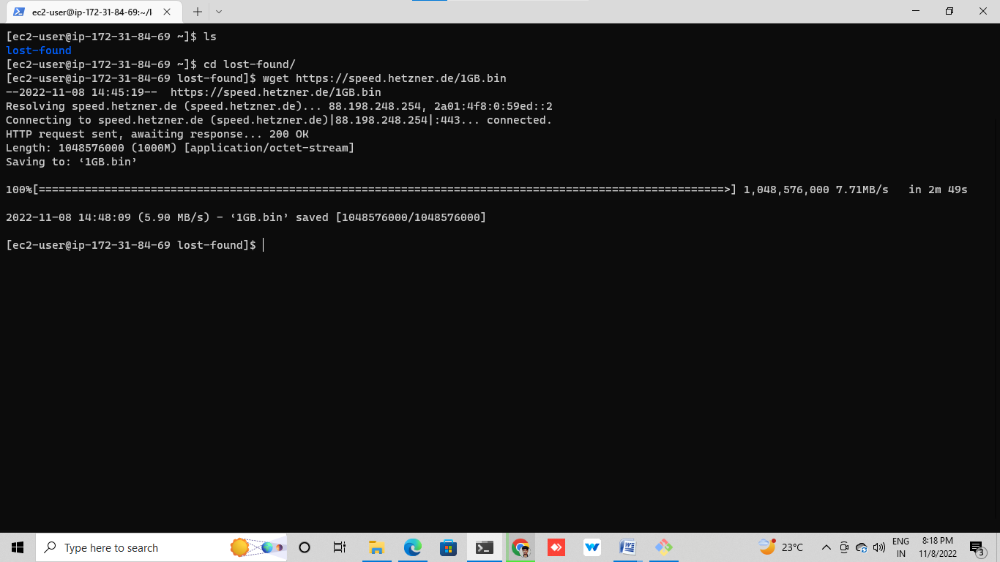 ec2-user@ip-172-31-84-69:~/l
[ec2-user@ip-172-31-84-69 ~]$ ls
lost-found
[ec2-user@ip-172-31-84-69 ~]$ cd lost-found/
[ec2-user@ip-172-31-84-69 lost-found]$ wget https://speed.hetzner.de/1GB.bin
--2022-11-08 14:45:19--  https://speed.hetzner.de/1GB.bin
Resolving speed.hetzner.de (speed.hetzner.de)... 88.198.248.254, 2a01:4f8:0:59ed::2
Connecting to speed.hetzner.de (speed.hetzner.de)|88.198.248.254|:443... connected.
HTTP request sent, awaiting response... 200 OK
Length: 1048576000 (1000M) [application/octet-stream]
Saving to: ‘1GB.bin’
100%[========================================================================================================>] 1,048,576,000 7.71MB/s   in 2m 49s
2022-11-08 14:48:09 (5.90 MB/s) - ‘1GB.bin’ saved [1048576000/1048576000]
[ec2-user@ip-172-31-84-69 lost-found]$
Type here to search
23°C
ENG
IN
8:18 PM
11/8/2022
3